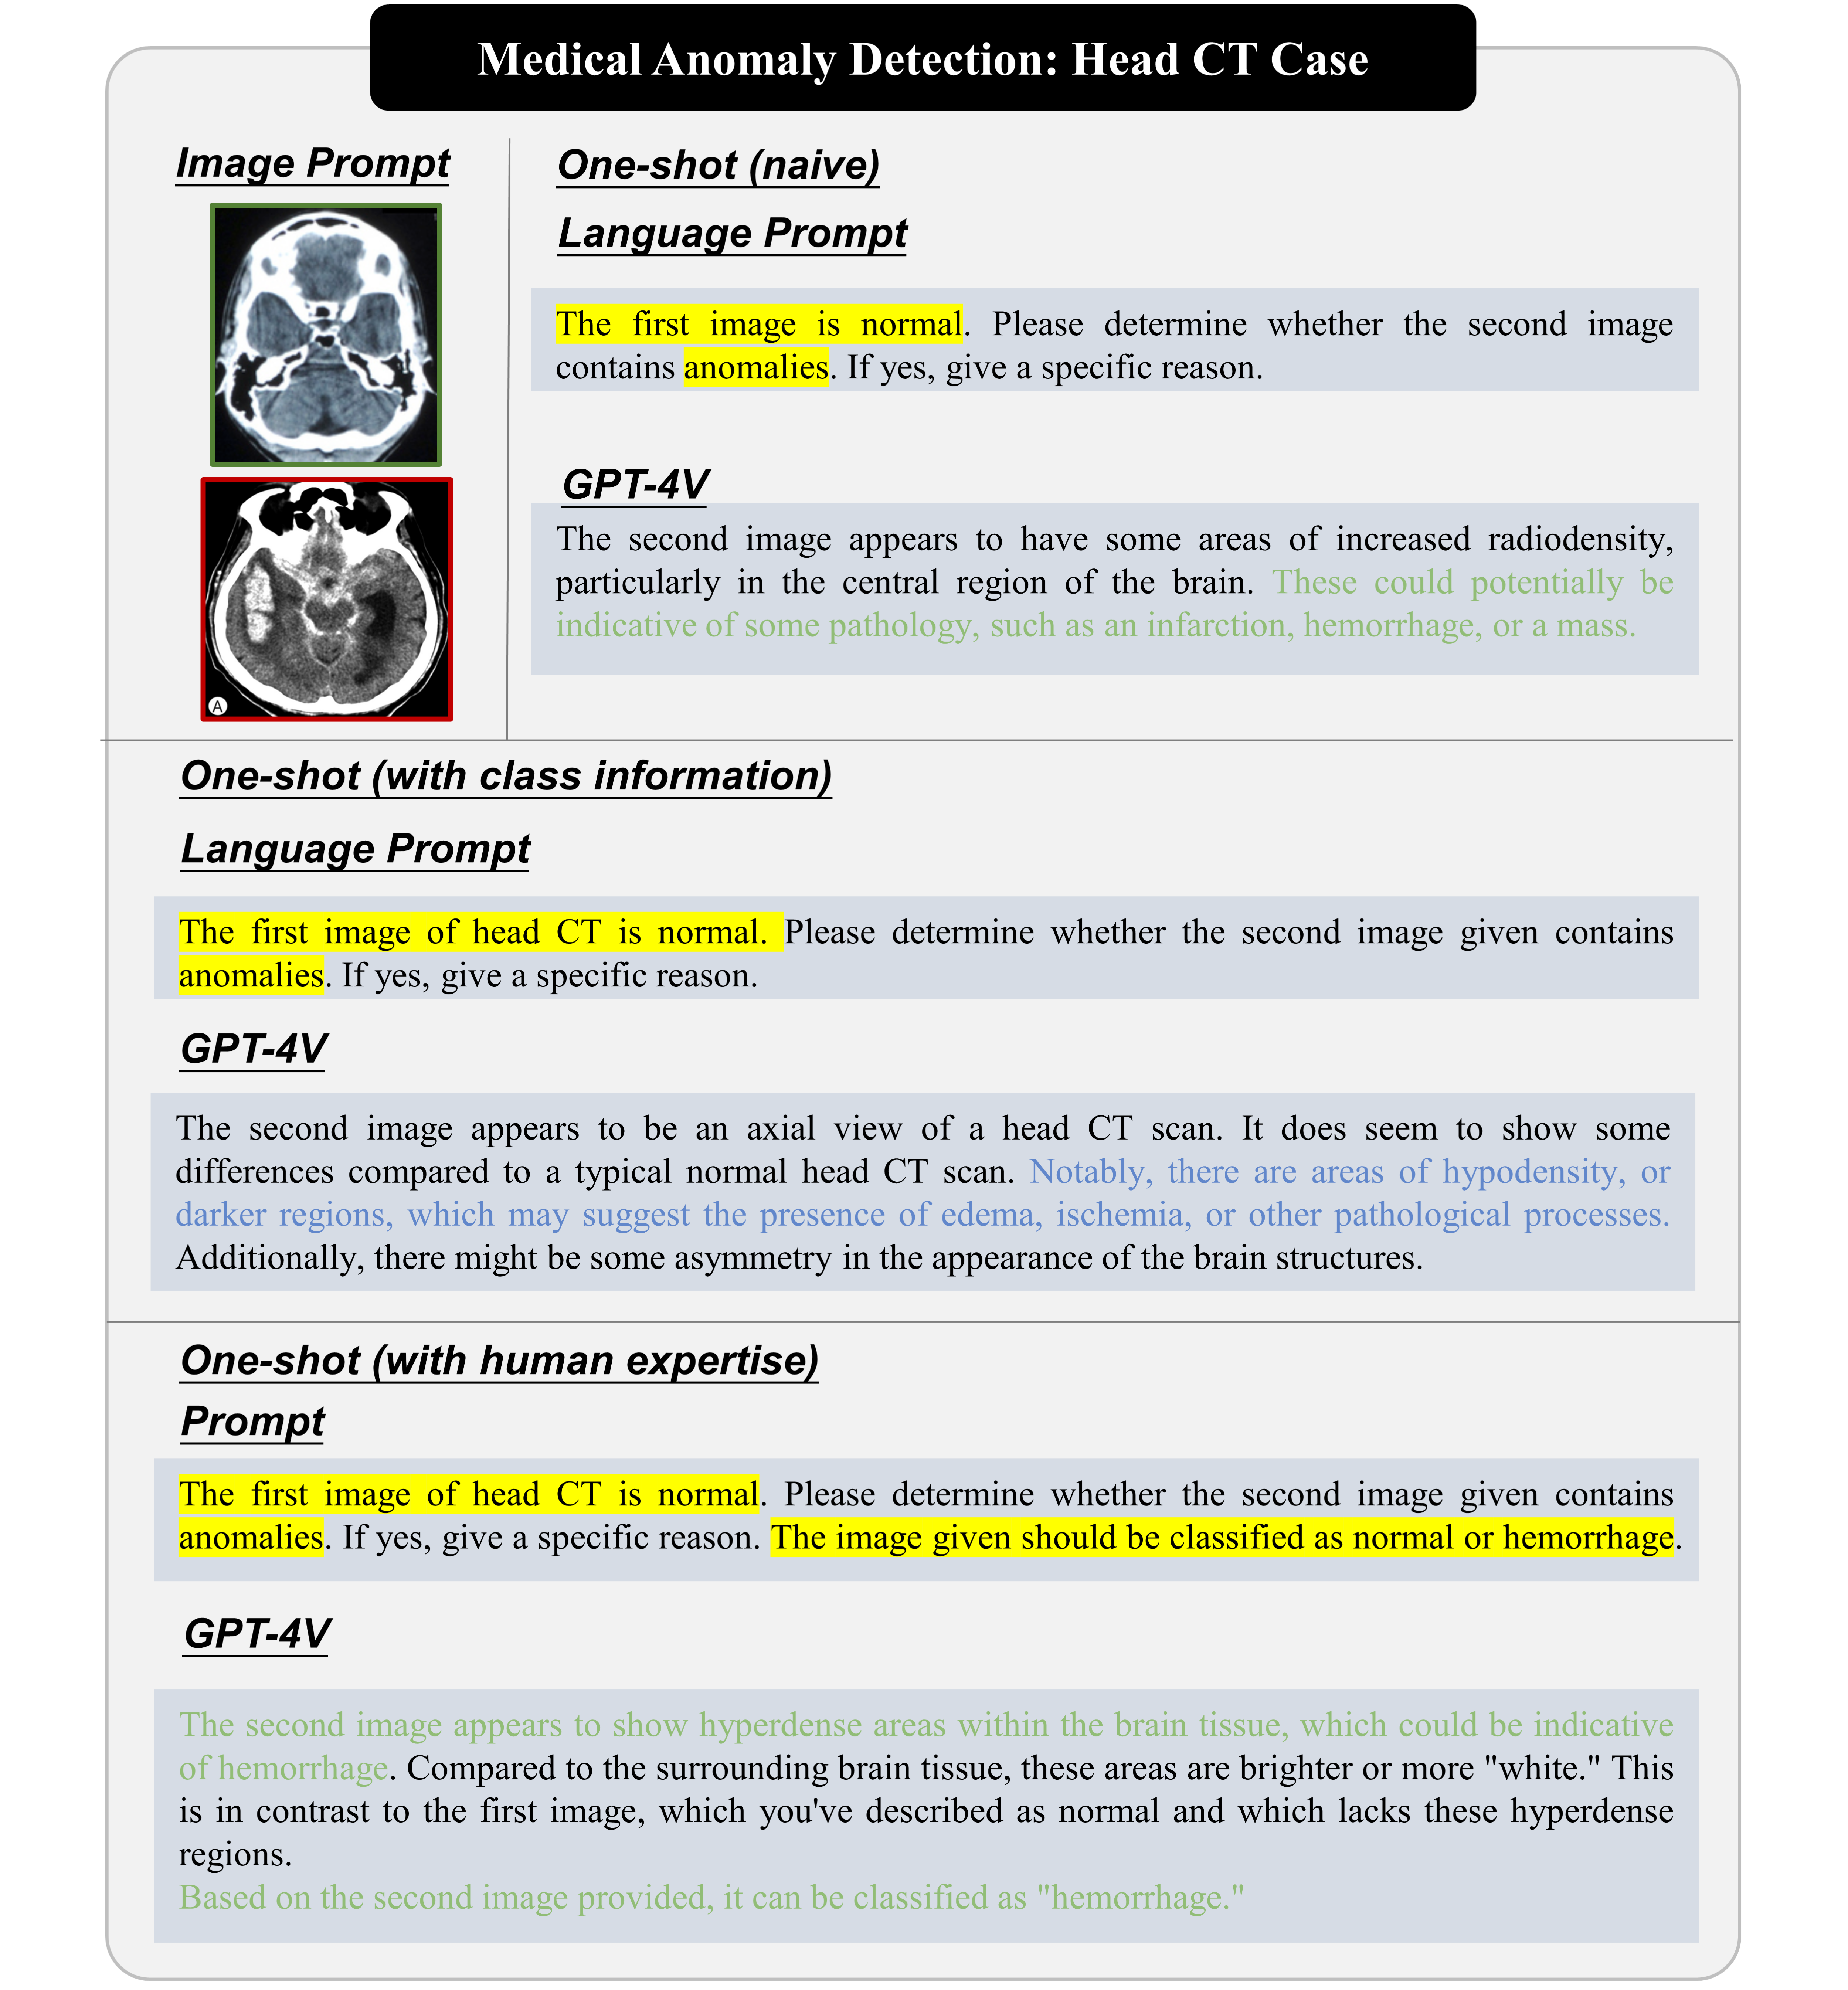 Medical Anomaly Detection: Head CT Case
Image Prompt
A
One-shot (naive)
Language Prompt
The first image is normal. Please determine whether the second image
contains anomalies. If yes, give a specific reason.
GPT-4V
The second image appears to have some areas of increased radiodensity,
particularly in the central region of the brain. These could potentially be
indicative of some pathology, such as an infarction, hemorrhage, or a mass.
One-shot (with class information)
Language Prompt
The first image of head CT is normal. Please determine whether the second image given contains
anomalies. If yes, give a specific reason.
GPT-4V
The second image appears to be an axial view of a head CT scan. It does seem to show some
differences compared to a typical normal head CT scan. Notably, there are areas of hypodensity, or
darker regions, which may suggest the presence of edema, ischemia, or other pathological processes.
Additionally, there might be some asymmetry in the appearance of the brain structures.
One-shot (with human expertise)
Prompt
The first image of head CT is normal. Please determine whether the second image given contains
anomalies. If yes, give a specific reason. The image given should be classified as normal or hemorrhage.
GPT-4V
The second image appears to show hyperdense areas within the brain tissue, which could be indicative
of hemorrhage. Compared to the surrounding brain tissue, these areas are brighter or more "white." This
is in contrast to the first image, which you've described as normal and which lacks these hyperdense
regions.
Based on the second image provided, it can be classified as "hemorrhage."